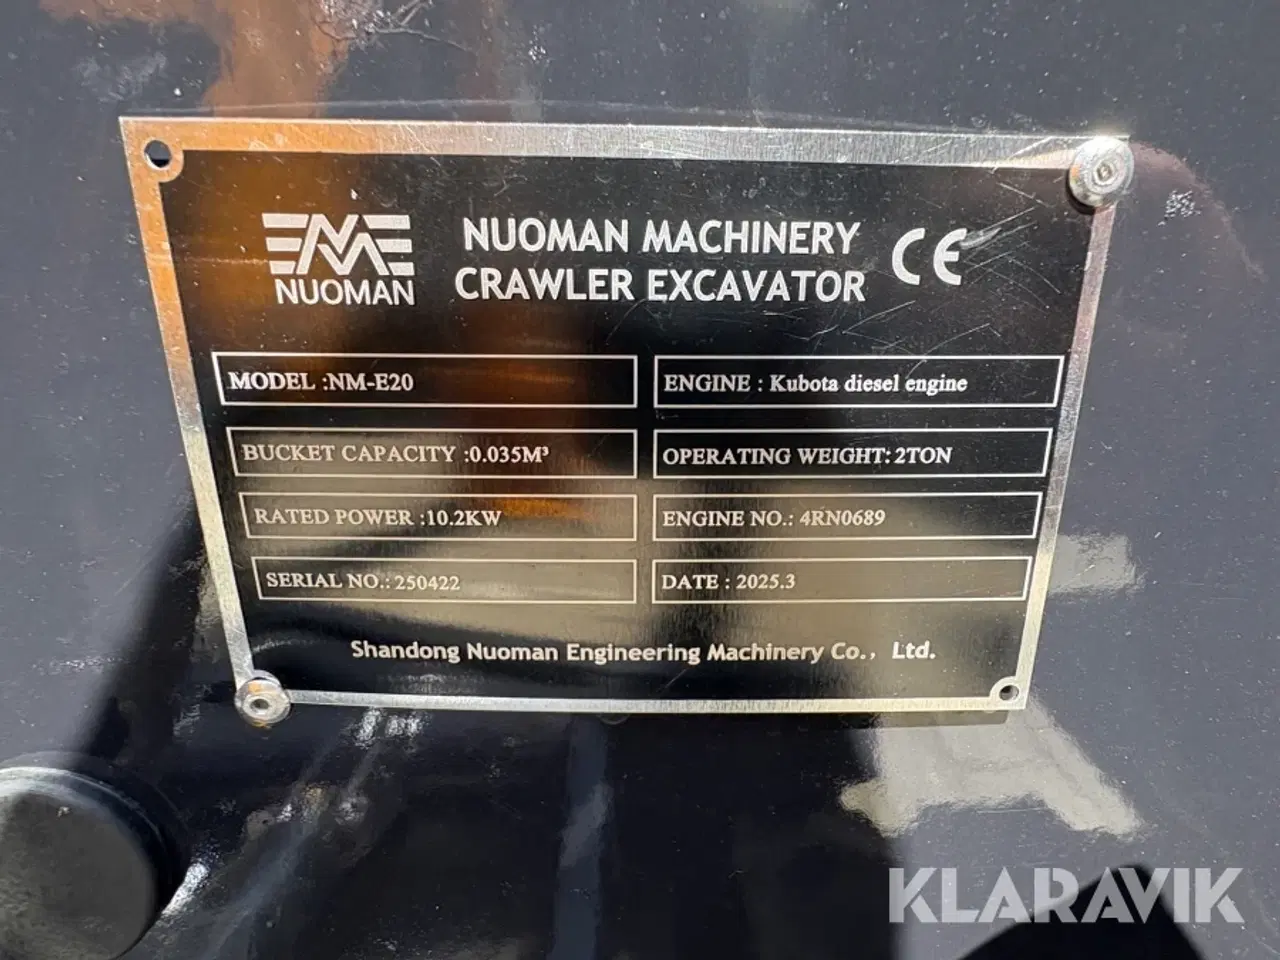 NUOMAN
NUOMAN MACHINERY
CRAWLER EXCAVATOR
CE
MODEL :NM-E20
ENGINE : Kubota diesel engine
BUCKET CAPACITY :0.035M³
OPERATING WEIGHT: 2TON
RATED POWER :10.2KW
ENGINE NO.: 4RN0689
SERIAL NO.: 250422
DATE : 2025.3
Shandong Nuoman Engineering Machinery Co., Ltd.
KLARAVIK